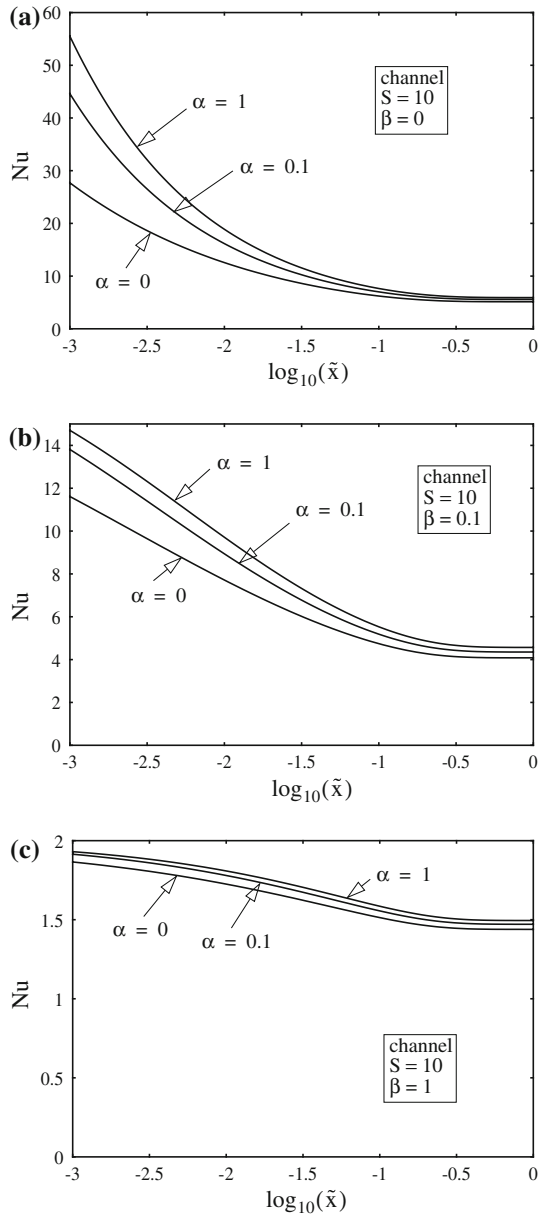 (a)
60
50
40
30
20
10
0
Nu
channel
S = 10
β = 0
α = 1
α = 0.1
α = 0
-3 -2.5 -2 -1.5 -1 -0.5 0
log₁₀(x̃)
(b)
14
12
10
8
6
4
2
0
Nu
channel
S = 10
β = 0.1
α = 1
α = 0.1
α = 0
-3 -2.5 -2 -1.5 -1 -0.5 0
log₁₀(x̃)
(c)
2
1.5
1
0.5
0
Nu
α = 1
α = 0
α = 0.1
channel
S = 10
β = 1
-3 -2.5 -2 -1.5 -1 -0.5 0
log₁₀(x̃)